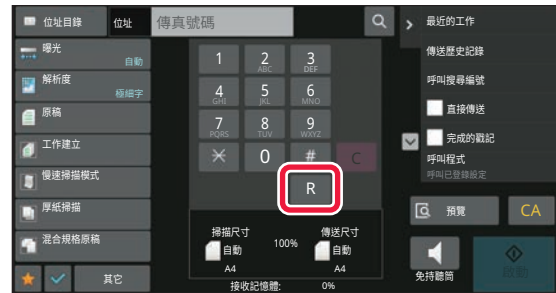 位址目錄
位址
傳真號碼
最近的工作
曝光
自動
解析度
極細字
原稿
工作建立
慢速掃描模式
厚紙掃描
混合規格原稿
其它
1
2
ABC
3
DEF
4
GHI
5
JKL
6
MNO
7
PQRS
8
TUV
9
WXYZ
0
#
C
R
掃描尺寸
自動
A4
100%
傳送尺寸
自動
A4
接收記憶體:
0%
傳送歷史記錄
呼叫搜尋編號
直接傳送
完成的戳記
呼叫程式
呼叫已登錄設定
預覽
CA
免持聽筒
啟動